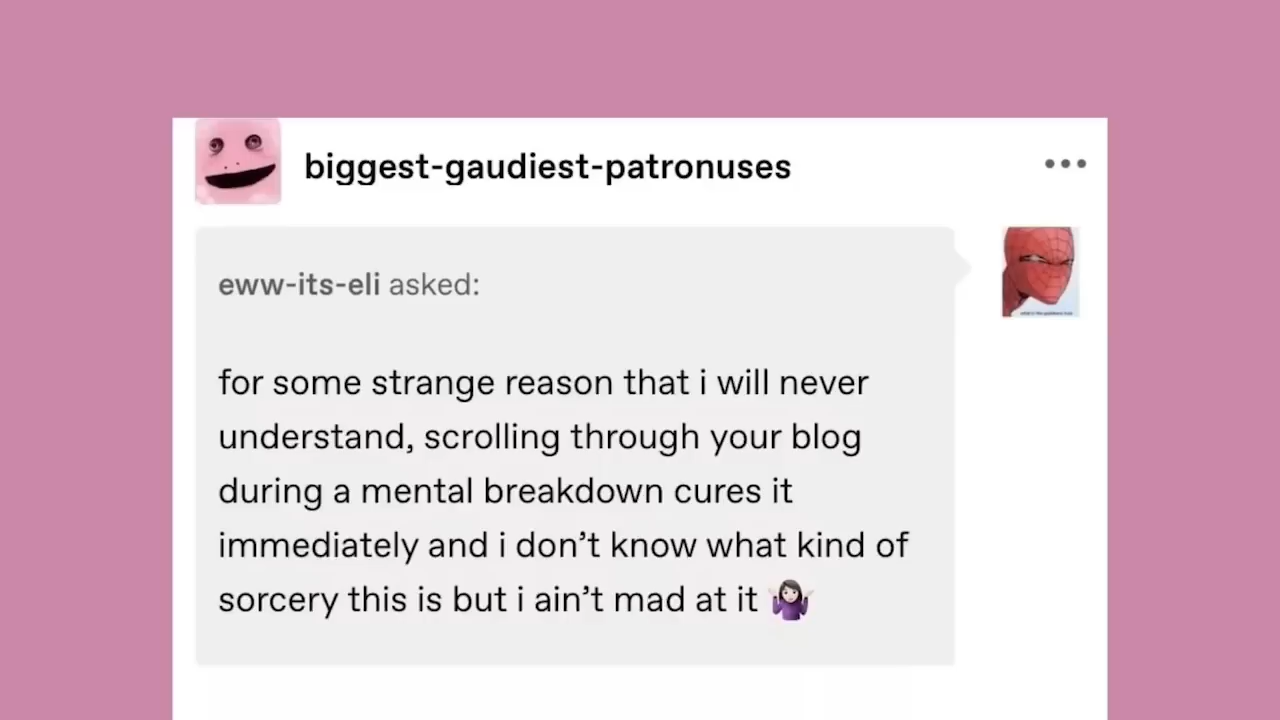 biggest-gaudiest-patronuses
eww-its-eli asked:
for some strange reason that i will never
understand, scrolling through your blog
during a mental breakdown cures it
immediately and i don’t know what kind of
sorcery this is but i ain’t mad at it 🤷🏻‍♀️